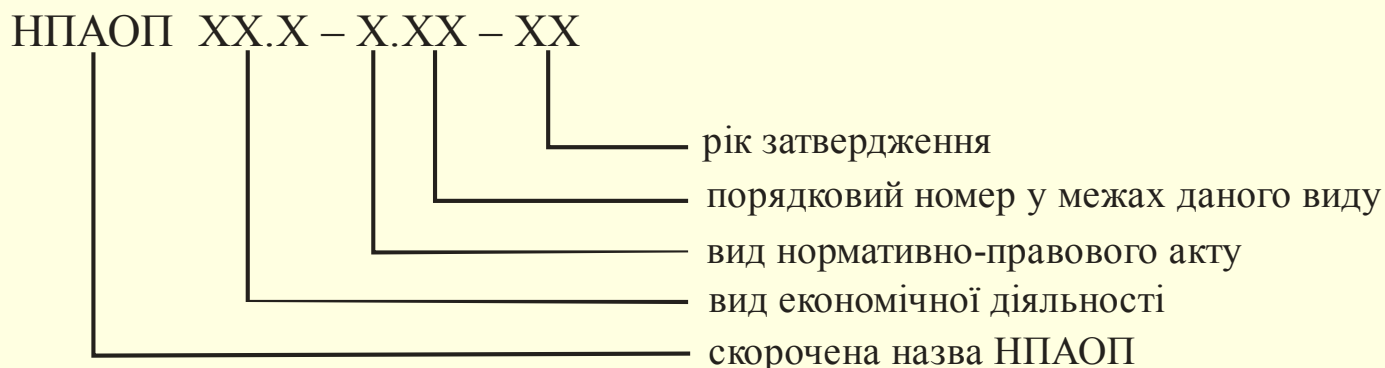 НПАОП ХХ.Х – Х.ХХ – ХХ
рік затвердження
порядковий номер у межах даного виду
вид нормативно-правового акту
вид економічної діяльності
скорочена назва НПАОП